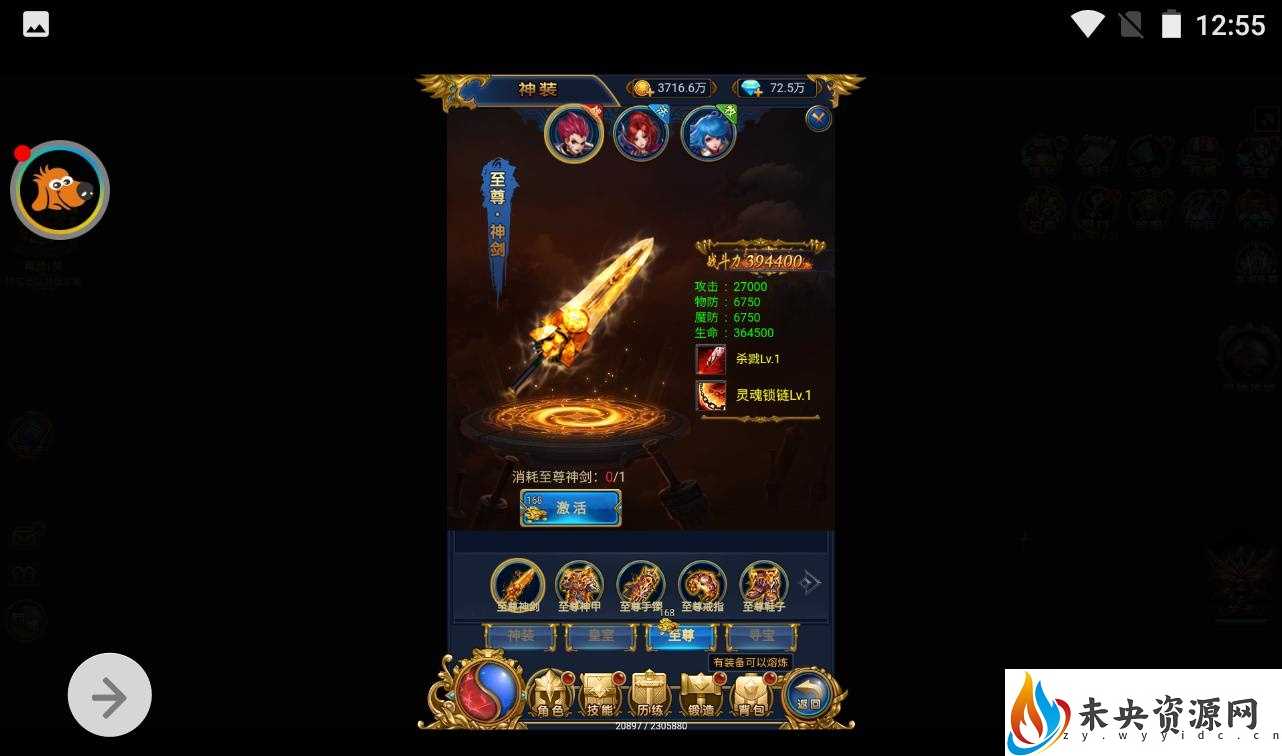 12:55
神装
3716.6万
72.5万
至尊·神剑
战斗力 394400
攻击：27000
物防：6750
魔防：6750
生命：364500
杀戮Lv.1
灵魂锁链Lv.1
消耗至尊神剑：0/1
168
激活
至尊神剑
至尊神甲
至尊手镯
至尊戒指
至尊鞋子
168
神装
皇室
至尊
寻宝
有装备可以熔炼
角色
技能
历练
锻造
背包
返回
20897 / 2305880
未央资源网
zy.wyyidc.cn